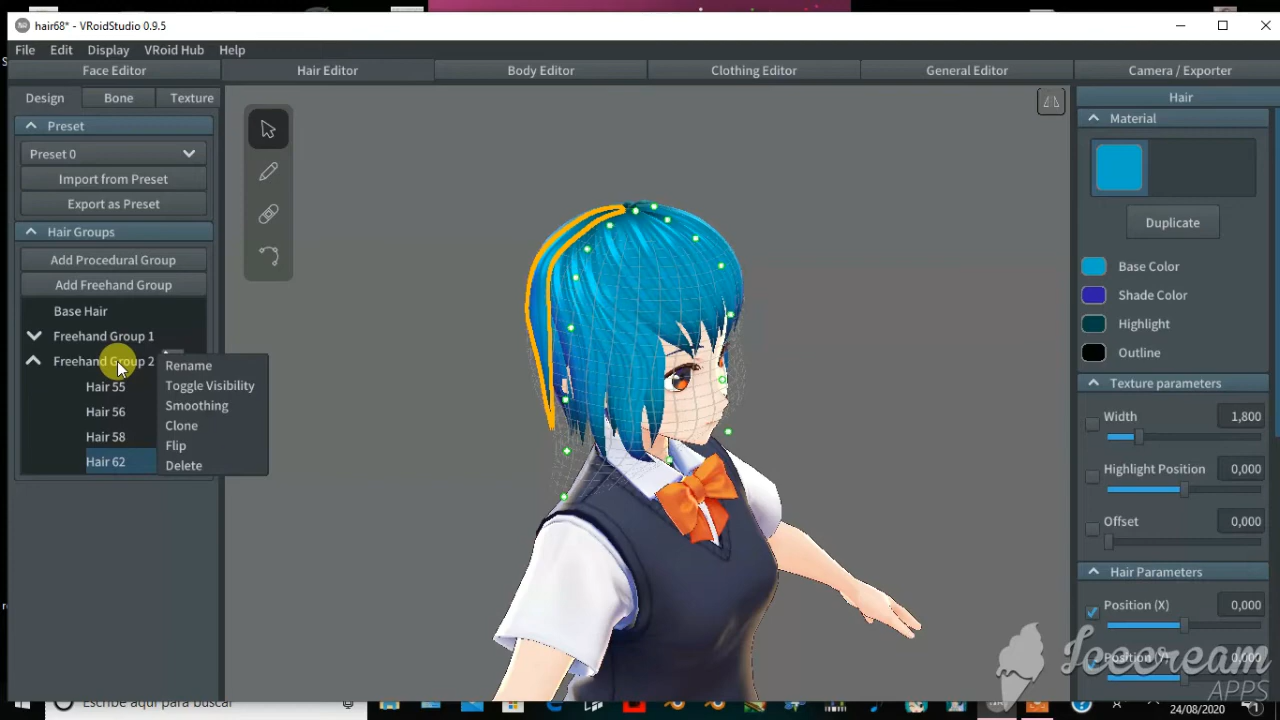 hair68* - VRoidStudio 0.9.5
File Edit Display VRoid Hub Help
Face Editor Hair Editor Body Editor Clothing Editor General Editor Camera / Exporter
Design Bone Texture
Preset
Preset 0
Import from Preset
Export as Preset
Hair Groups
Add Procedural Group
Add Freehand Group
Base Hair
Freehand Group 1
Freehand Group 2
Hair 55
Hair 56
Hair 58
Hair 62
Rename
Toggle Visibility
Smoothing
Clone
Flip
Delete
Hair
Material
Duplicate
Base Color
Shade Color
Highlight
Outline
Texture parameters
Width 1,800
Highlight Position 0,000
Offset 0,000
Hair Parameters
Position (X) 0,000
Position (Y) 0,000
Icecream
APPS
Escribe aquí para buscar
24/08/2020